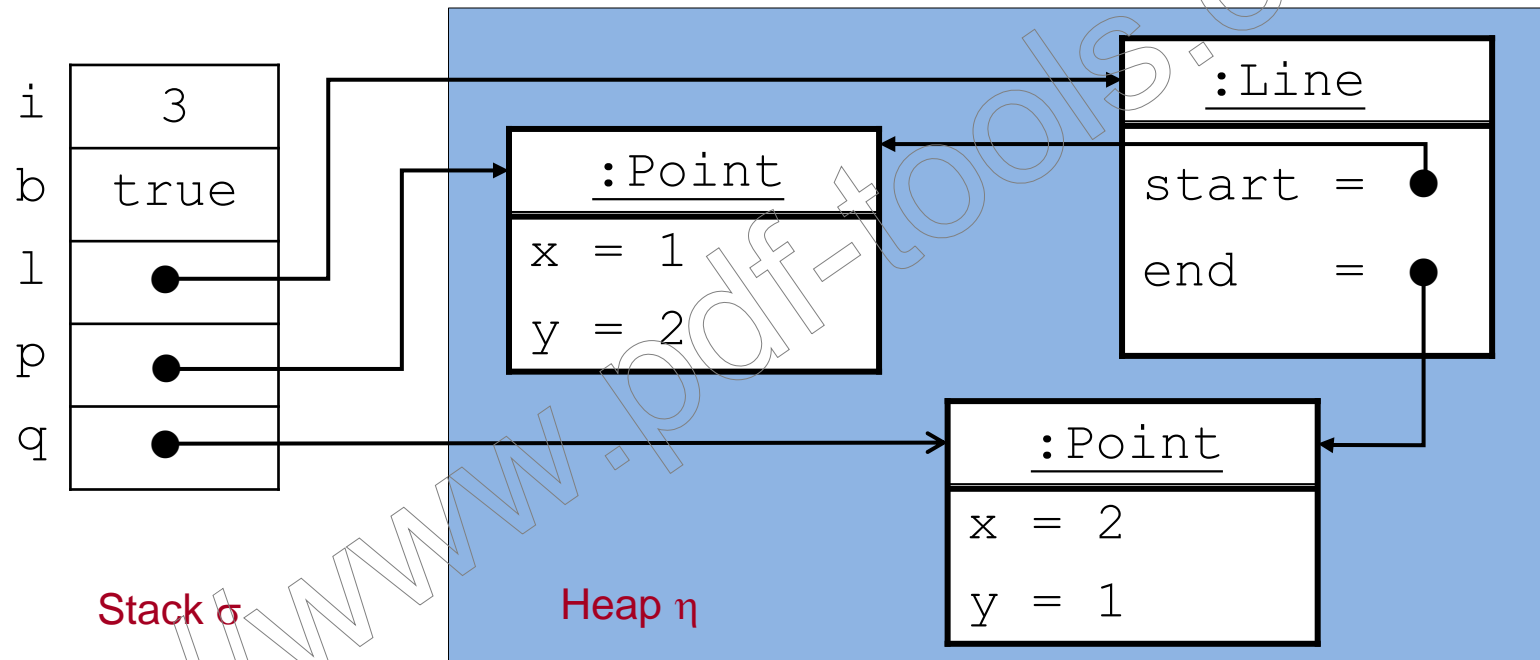 i 3
b true
l
p
q
Stack σ
:Point
x = 1
y = 2
:Line
start =
end =
:Point
x = 2
y = 1
Heap η
www.pdf-tools.